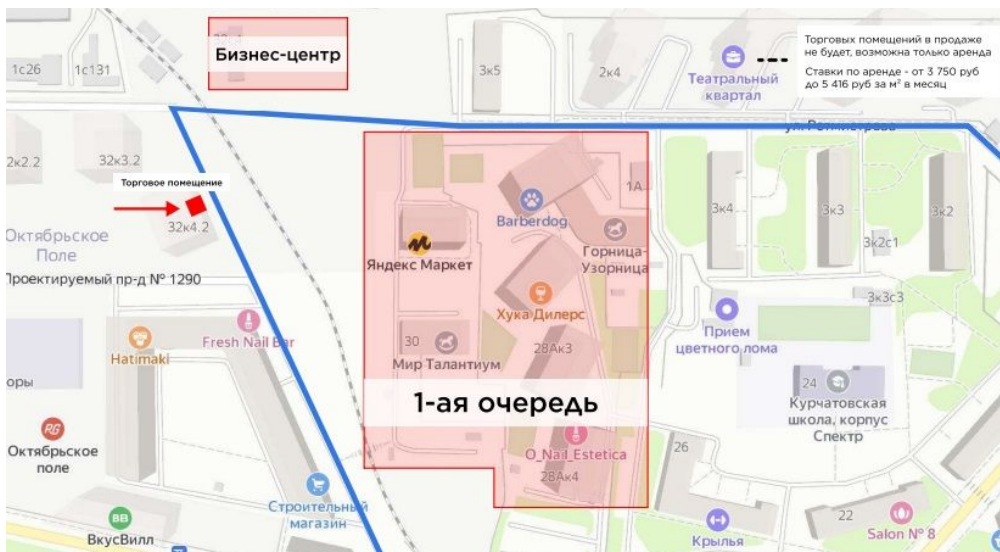 Бизнес-центр
Торговых помещений в продаже
не будет, возможна только аренда
Ставки по аренде - от 3 750 руб
до 5 416 руб за м² в месяц
1с26
1с131
3к5
2к4
Театральный
квартал
2к2.2
32к3.2
Торговое помещение
32к4.2
Октябрьское
Поле
Проектируемый пр-д № 1290
Barberdog
1А
Яндекс Маркет
Горница-
Узорница
3к4
3к3
3к2
3к2с1
3к3с3
Хука Дилерс
Прием
цветного лома
Hatimaki
Fresh Nail Bar
30
Мир Талантиум
28Ак3
1-ая очередь
24
Курчатовская
школа, корпус
Спектр
оры
PG
Октябрьское
поле
O_Nail_Estetica
28Ак4
26
Строительный
магазин
ВВ
ВкусВилл
Крылья
22
Salon № 8